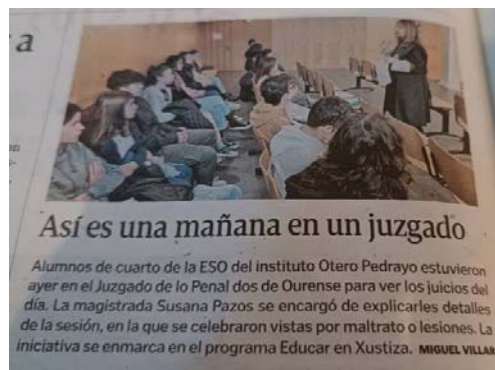 a
Así es una mañana en un juzgado
Alumnos de cuarto de la ESO del instituto Otero Pedrayo estuvieron
ayer en el Juzgado de lo Penal dos de Ourense para ver los juicios del
día. La magistrada Susana Pazos se encargó de explicarles detalles
de la sesión, en la que se celebraron vistas por maltrato o lesiones. La
iniciativa se enmarca en el programa Educar en Xustiza. MIGUEL VILLAR